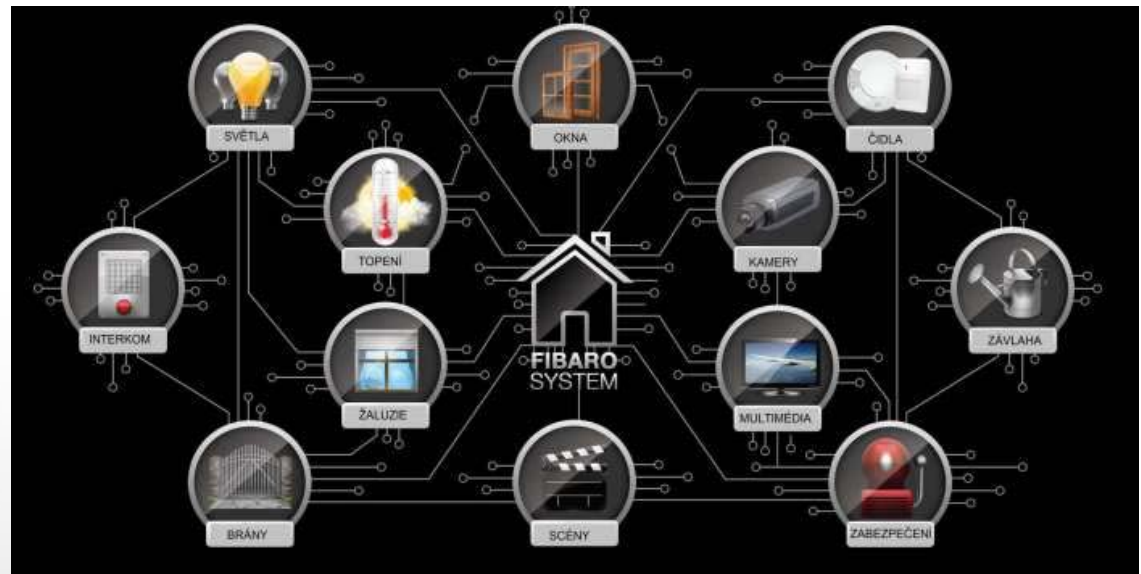 SVĚTLA
OKNA
ČIDLA
TOPENÍ
KAMERY
INTERKOM
ZÁVLAHA
FIBARO
SYSTEM
ŽALUZIE
MULTIMÉDIA
BRÁNY
SCÉNY
ZABEZPEČENÍ